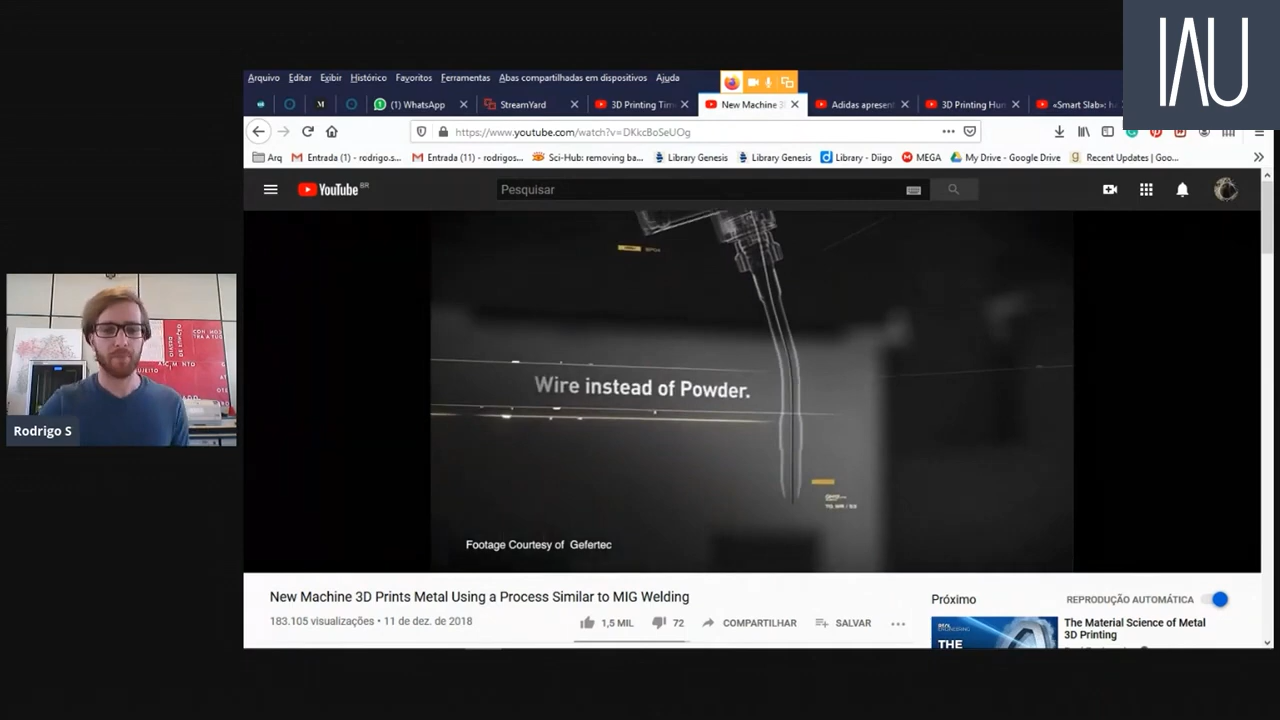 IAU
Arquivo Editar Exibir Histórico Favoritos Ferramentas Abas compartilhadas em dispositivos Ajuda
M (1) WhatsApp StreamYard 3D Printing Tim New Machine 3 Adidas apresent 3D Printing Hu «Smart Slab»: h
https://www.youtube.com/watch?v=DKkcBoSeUOg
Arq Entrada (1) - rodrigo.s... Entrada (11) - rodrigos... Sci-Hub: removing ba... Library Genesis Library Genesis Library - Diigo MEGA My Drive - Google Drive Recent Updates | Goo...
YouTube BR Pesquisar
Wire instead of Powder.
Rodrigo S
Footage Courtesy of Gefertec
New Machine 3D Prints Metal Using a Process Similar to MIG Welding
183.105 visualizações • 11 de dez. de 2018
1,5 MIL 72 COMPARTILHAR SALVAR
Próximo REPRODUÇÃO AUTOMÁTICA
THE
The Material Science of Metal
3D Printing